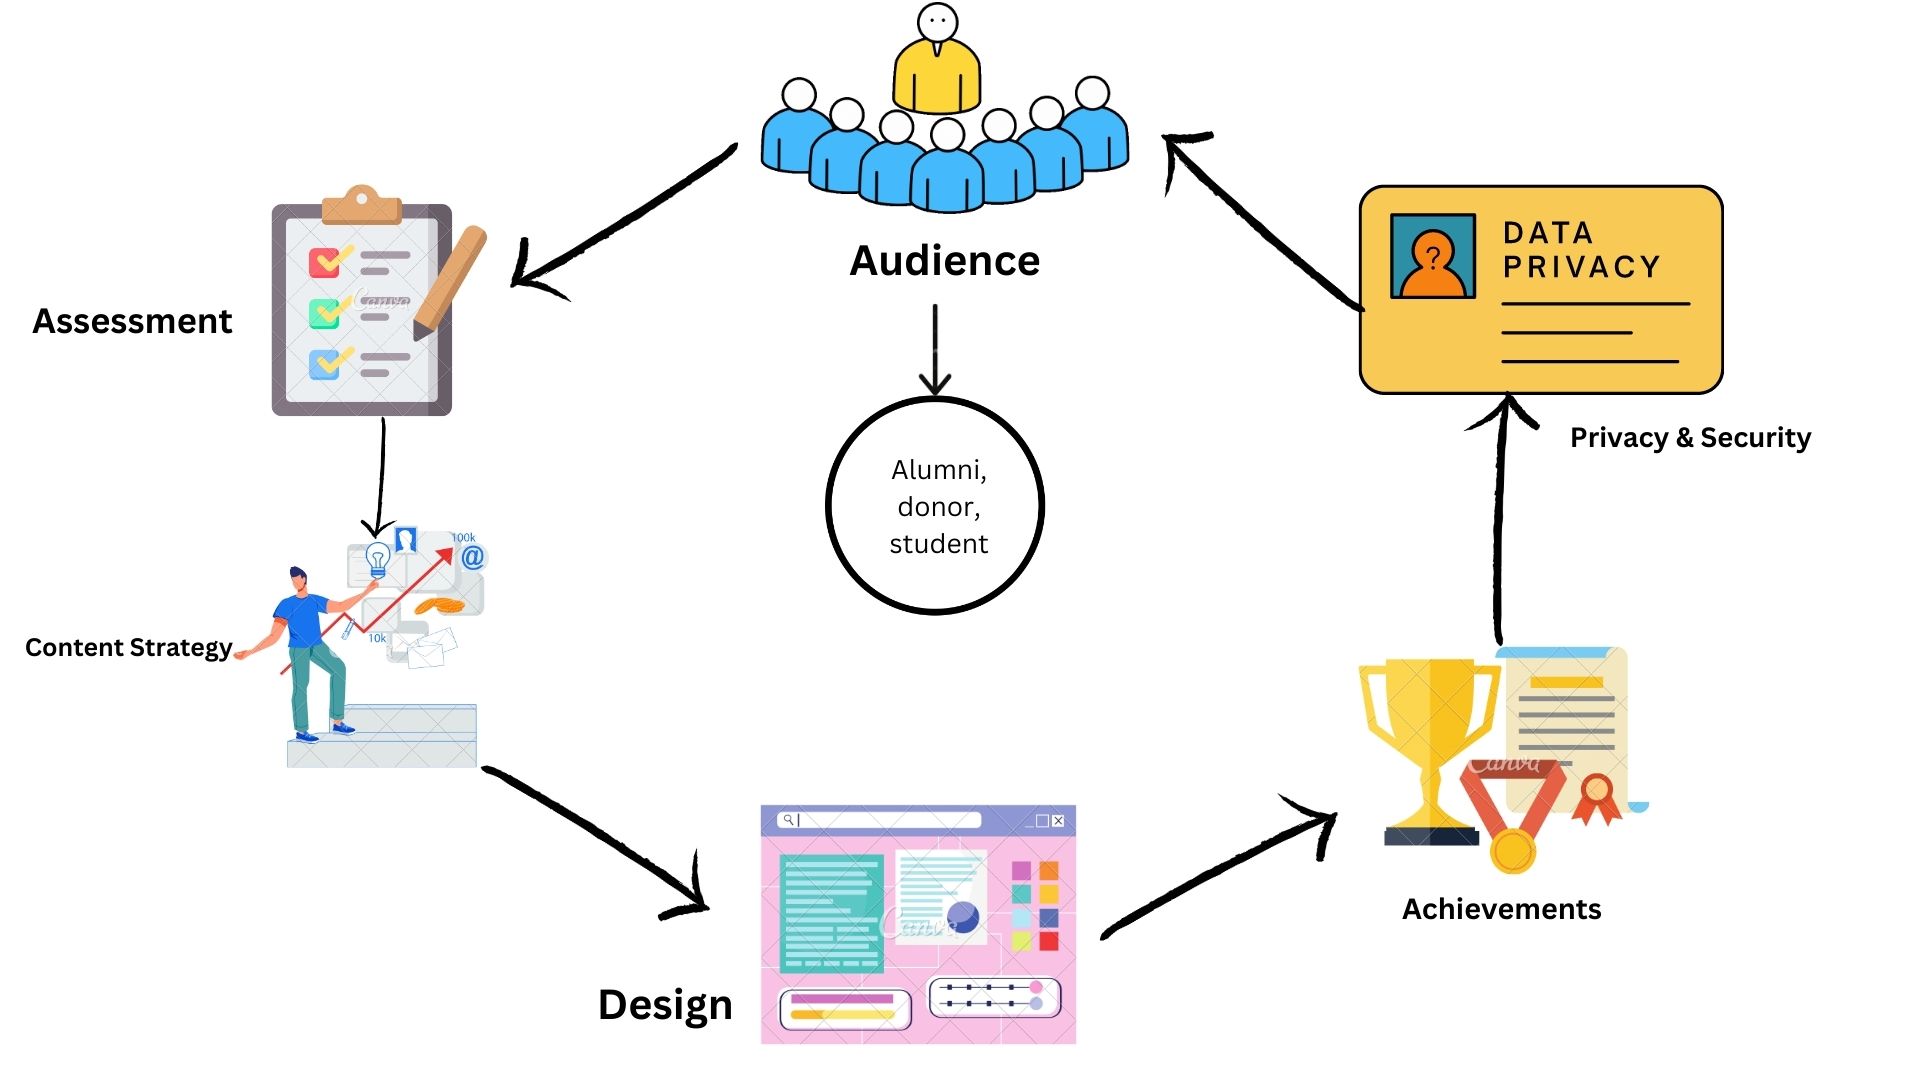 Audience
DATA
PRIVACY
?
Assessment
Canva
Privacy & Security
Alumni,
donor,
student
100k
@
10k
Content Strategy
Canva
Achievements
Canva
Design